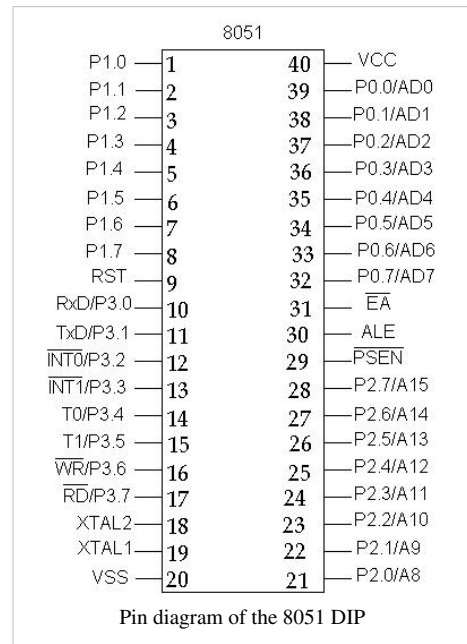 8051
P1.0 1 40 VCC
P1.1 2 39 P0.0/AD0
P1.2 3 38 P0.1/AD1
P1.3 4 37 P0.2/AD2
P1.4 5 36 P0.3/AD3
P1.5 6 35 P0.4/AD4
P1.6 7 34 P0.5/AD5
P1.7 8 33 P0.6/AD6
RST 9 32 P0.7/AD7
RxD/P3.0 10 31 E̅A̅
TxD/P3.1 11 30 ALE
I̅N̅T̅0̅/P3.2 12 29 P̅S̅E̅N̅
I̅N̅T̅1̅/P3.3 13 28 P2.7/A15
T0/P3.4 14 27 P2.6/A14
T1/P3.5 15 26 P2.5/A13
W̅R̅/P3.6 16 25 P2.4/A12
R̅D̅/P3.7 17 24 P2.3/A11
XTAL2 18 23 P2.2/A10
XTAL1 19 22 P2.1/A9
VSS 20 21 P2.0/A8
Pin diagram of the 8051 DIP